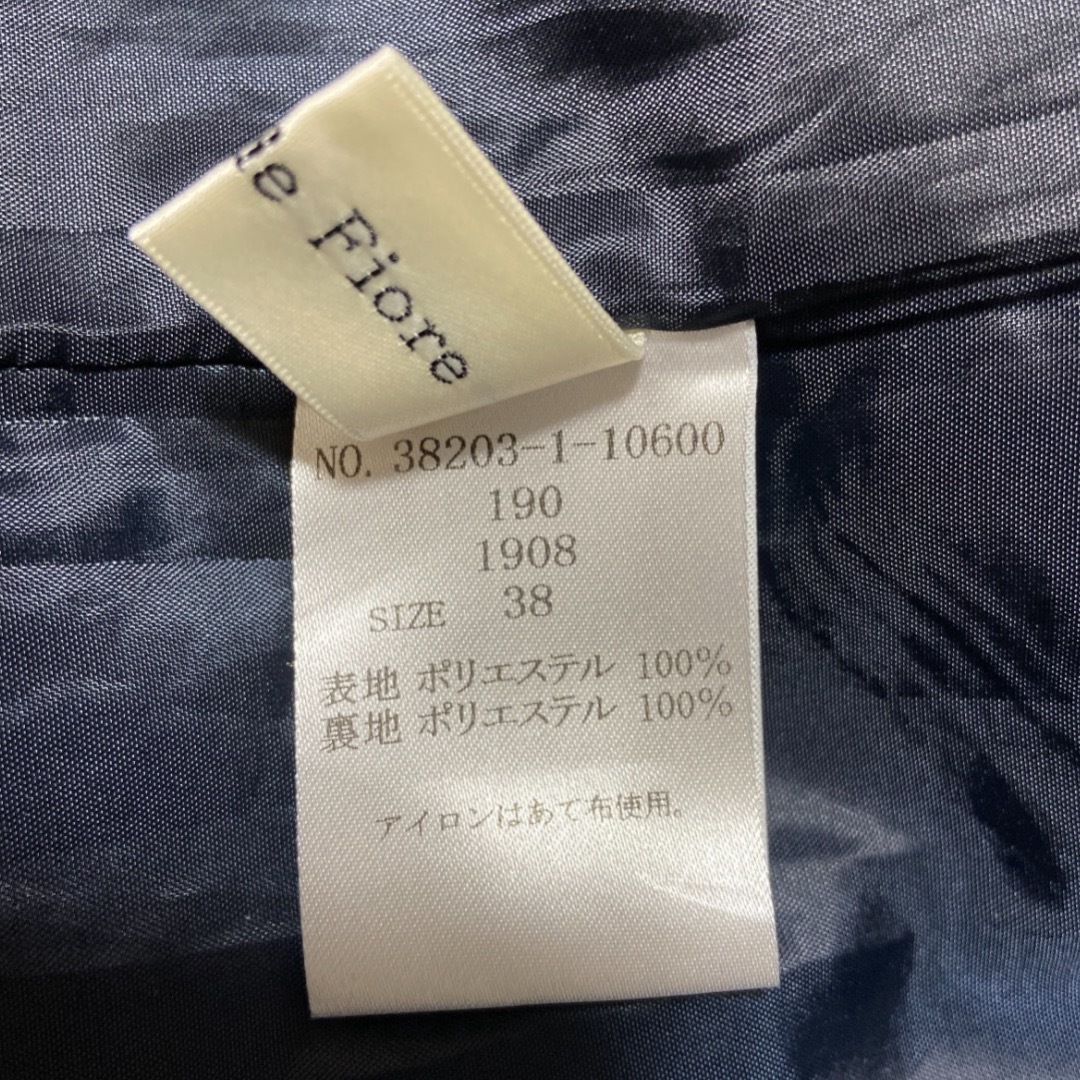 Fiore
NO. 38203-1-10600
190
1908
SIZE 38
表地 ポリエステル 100%
裏地 ポリエステル 100%
アイロンはあて布使用。